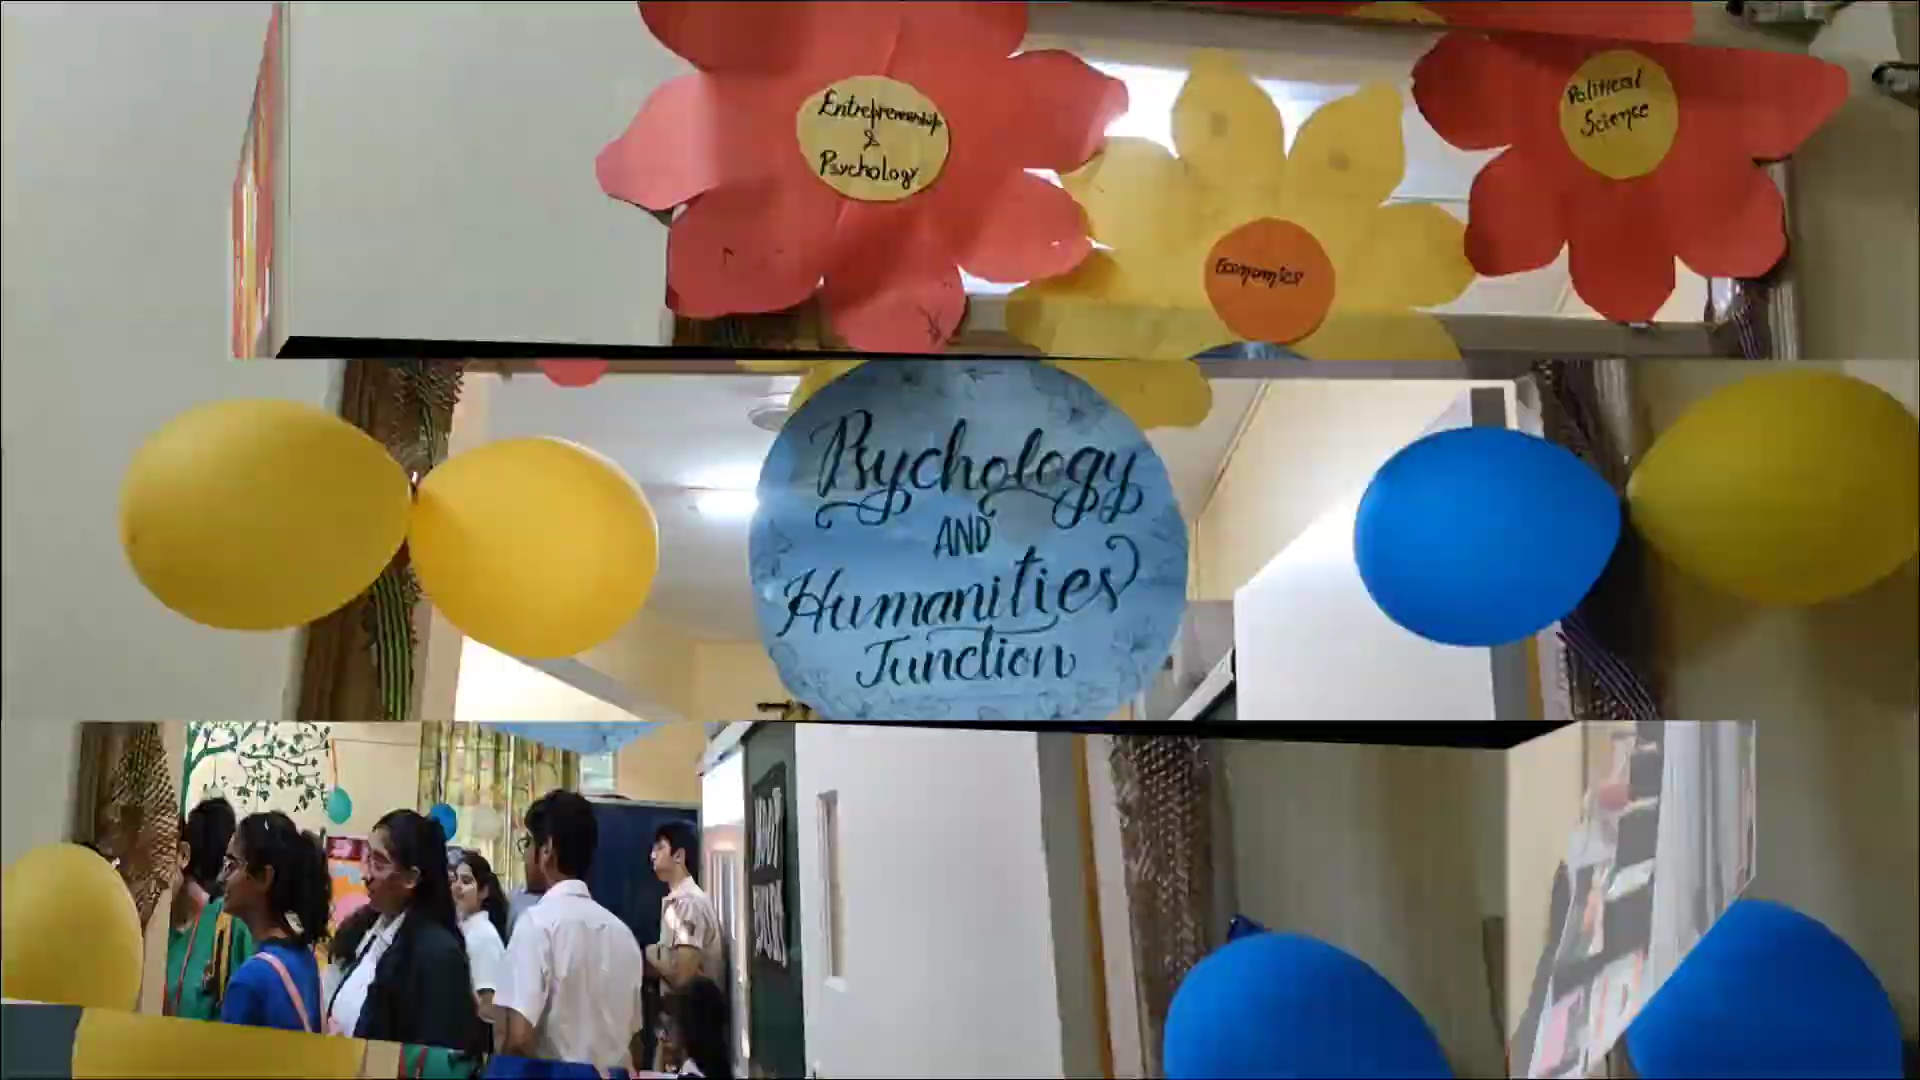 Entrepreneurship
&
Psychology
Economics
Political
Science
Psychology
AND
Humanities
Junction